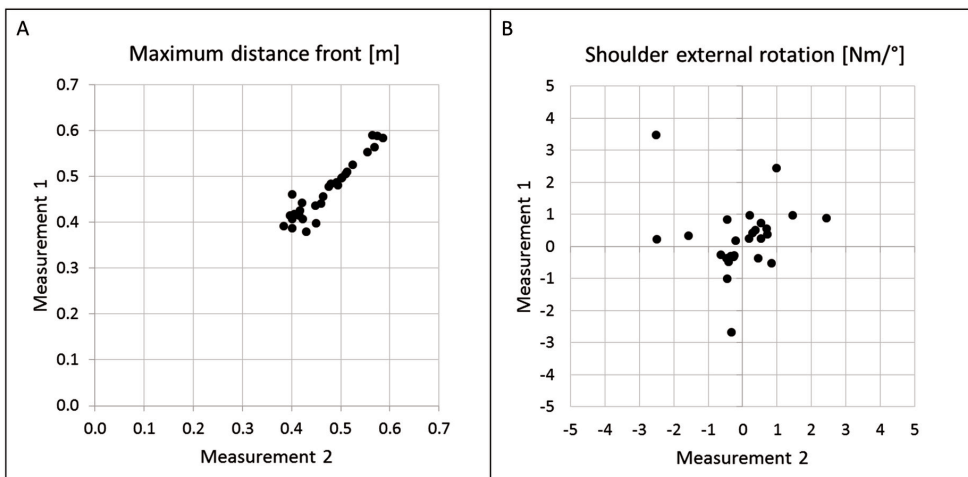 A
Maximum distance front [m]
0.7
0.6
0.5
0.4
0.3
0.2
0.1
0.0
Measurement 1
0.0 0.1 0.2 0.3 0.4 0.5 0.6 0.7
Measurement 2
B
Shoulder external rotation [Nm/°]
5
4
3
2
1
0
-1
-2
-3
-4
-5
Measurement 1
-5 -4 -3 -2 -1 0 1 2 3 4 5
Measurement 2